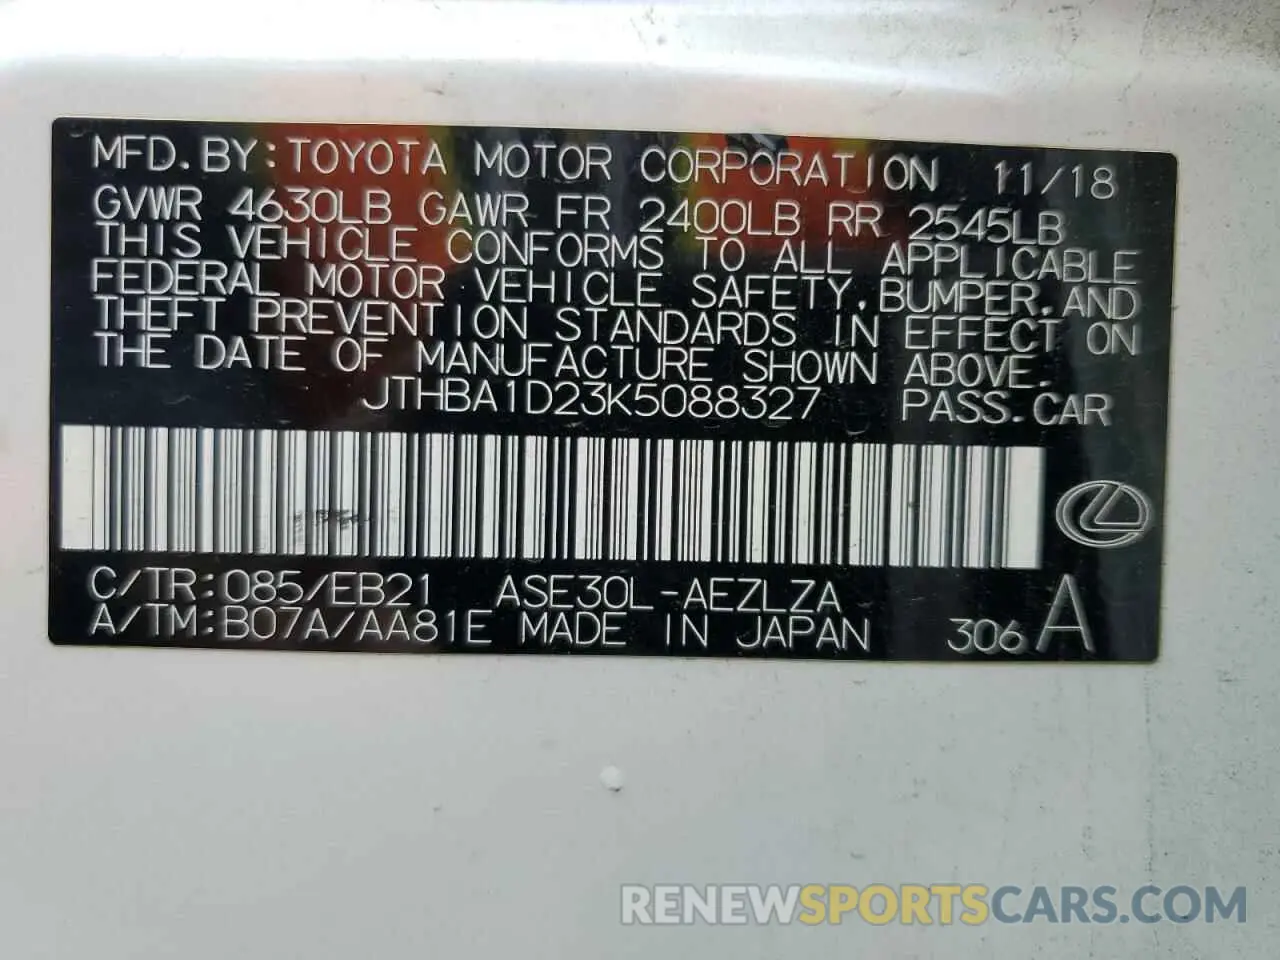 MFD.BY:TOYOTA MOTOR CORPORATION 11/18
GVWR 4630LB GAWR FR 2400LB RR 2545LB
THIS VEHICLE CONFORMS TO ALL APPLICABLE
FEDERAL MOTOR VEHICLE SAFETY,BUMPER,AND
THEFT PREVENTION STANDARDS IN EFFECT ON
THE DATE OF MANUFACTURE SHOWN ABOVE.
JTHBA1D23K5088327 PASS.CAR
C/TR:085/EB21 ASE30L-AEZLZA
A/TM:B07A/AA81E MADE IN JAPAN 306 A
RENEWSPORTSCARS.COM